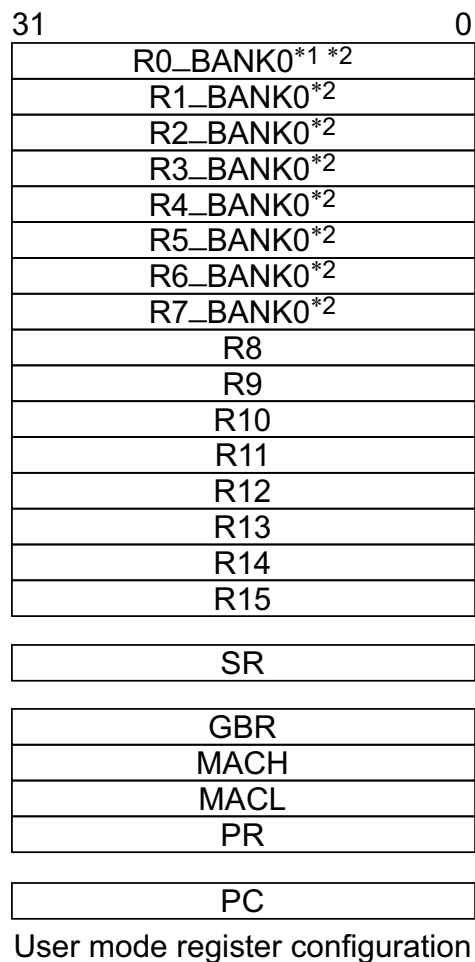 31 0
R0_BANK0*1 *2
R1_BANK0*2
R2_BANK0*2
R3_BANK0*2
R4_BANK0*2
R5_BANK0*2
R6_BANK0*2
R7_BANK0*2
R8
R9
R10
R11
R12
R13
R14
R15
SR
GBR
MACH
MACL
PR
PC
User mode register configuration